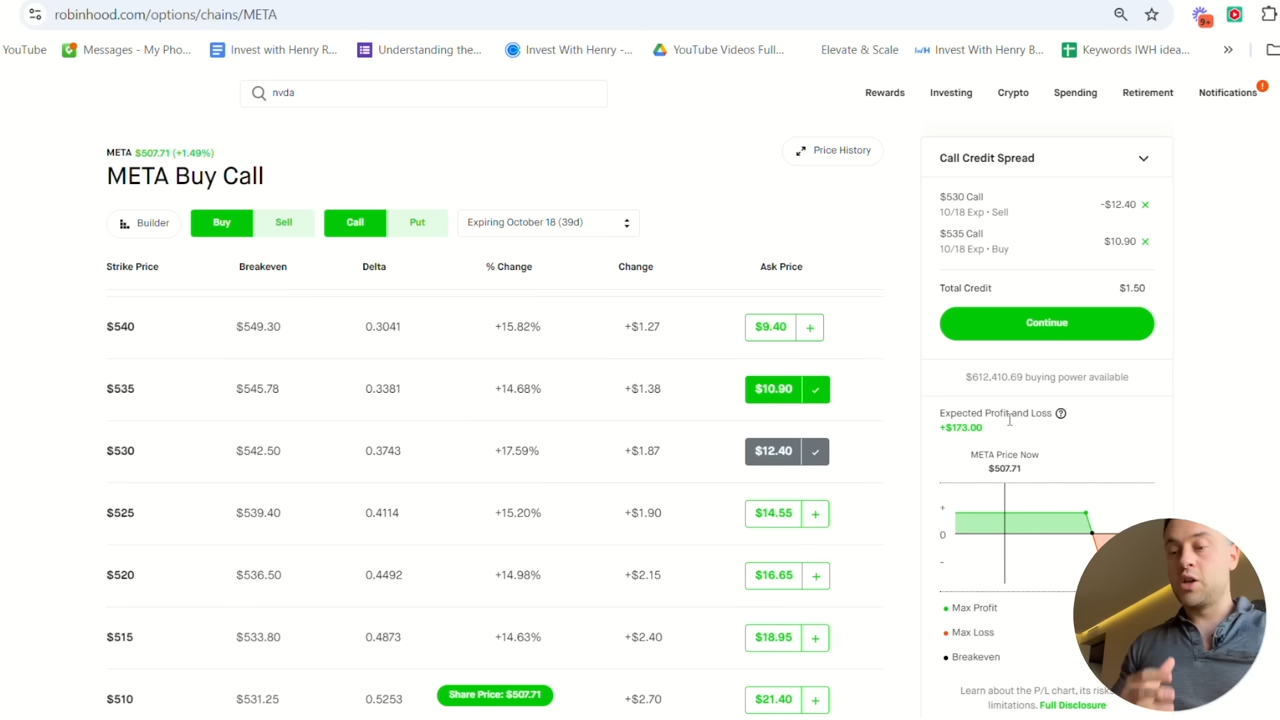 robinhood.com/options/chains/META
9+
YouTube Messages - My Pho... Invest with Henry R... Understanding the... Invest With Henry -... YouTube Videos Full... Elevate & Scale IWH Invest With Henry B... Keywords IWH idea... »
nvda
Rewards Investing Crypto Spending Retirement Notifications !
META $507.71 (+1.49%)
META Buy Call
Price History
Builder Buy Sell Call Put Expiring October 18 (39d)
Strike Price Breakeven Delta % Change Change Ask Price
$540 $549.30 0.3041 +15.82% +$1.27 $9.40 +
$535 $545.78 0.3381 +14.68% +$1.38 $10.90 ✓
$530 $542.50 0.3743 +17.59% +$1.87 $12.40 ✓
$525 $539.40 0.4114 +15.20% +$1.90 $14.55 +
$520 $536.50 0.4492 +14.98% +$2.15 $16.65 +
$515 $533.80 0.4873 +14.63% +$2.40 $18.95 +
$510 $531.25 0.5253 +$2.70 $21.40 +
Share Price: $507.71
Call Credit Spread
$530 Call
10/18 Exp • Sell
-$12.40 ×
$535 Call
10/18 Exp • Buy
$10.90 ×
Total Credit $1.50
Continue
$612,410.69 buying power available
Expected Profit and Loss ?
+$173.00
META Price Now
$507.71
+
0
-
Max Profit
Max Loss
Breakeven
Learn about the P/L chart, its risks
limitations. Full Disclosure